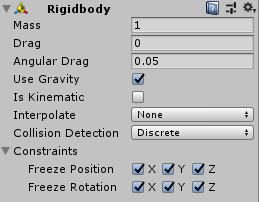 Rigidbody
Mass 1
Drag 0
Angular Drag 0.05
Use Gravity
Is Kinematic
Interpolate None
Collision Detection Discrete
Constraints
Freeze Position X Y Z
Freeze Rotation X Y Z